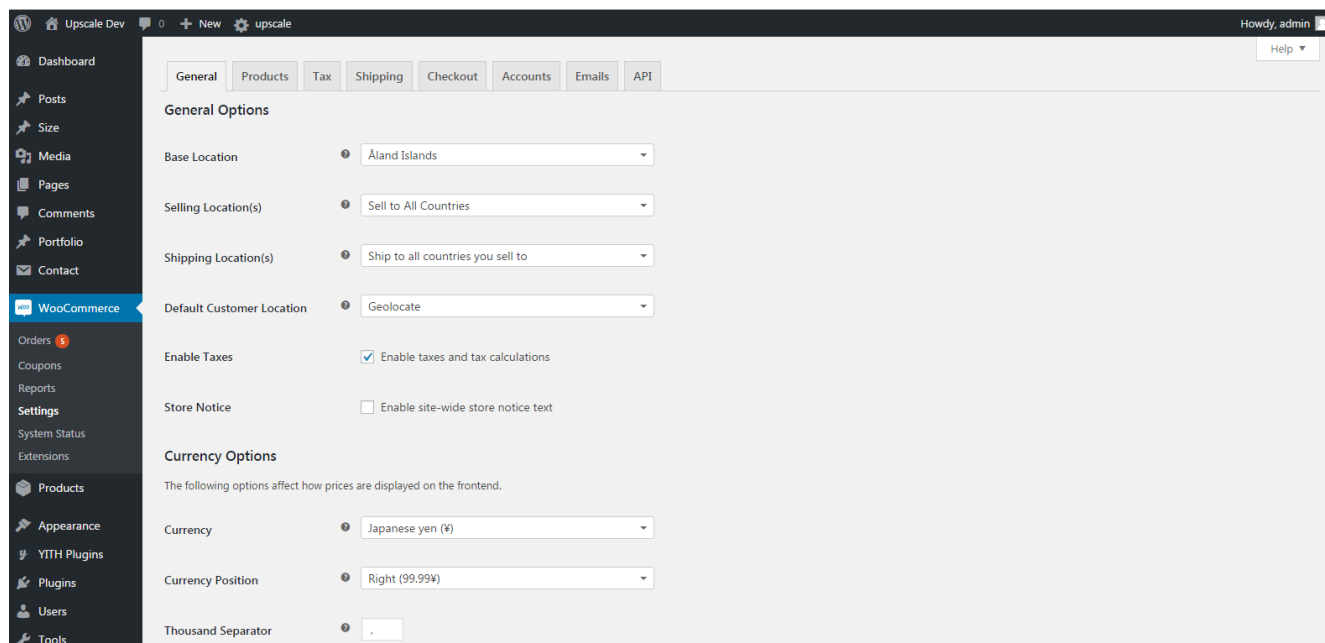 Upscale Dev 0 + New upscale Howdy, admin
Help ▼
Dashboard
Posts
Size
Media
Pages
Comments
Portfolio
Contact
WooCommerce
Orders 5
Coupons
Reports
Settings
System Status
Extensions
Products
Appearance
YITH Plugins
Plugins
Users
Tools
General Products Tax Shipping Checkout Accounts Emails API
General Options
Base Location Åland Islands
Selling Location(s) Sell to All Countries
Shipping Location(s) Ship to all countries you sell to
Default Customer Location Geolocate
Enable Taxes Enable taxes and tax calculations
Store Notice Enable site-wide store notice text
Currency Options
The following options affect how prices are displayed on the frontend.
Currency Japanese yen (¥)
Currency Position Right (99.99¥)
Thousand Separator ,